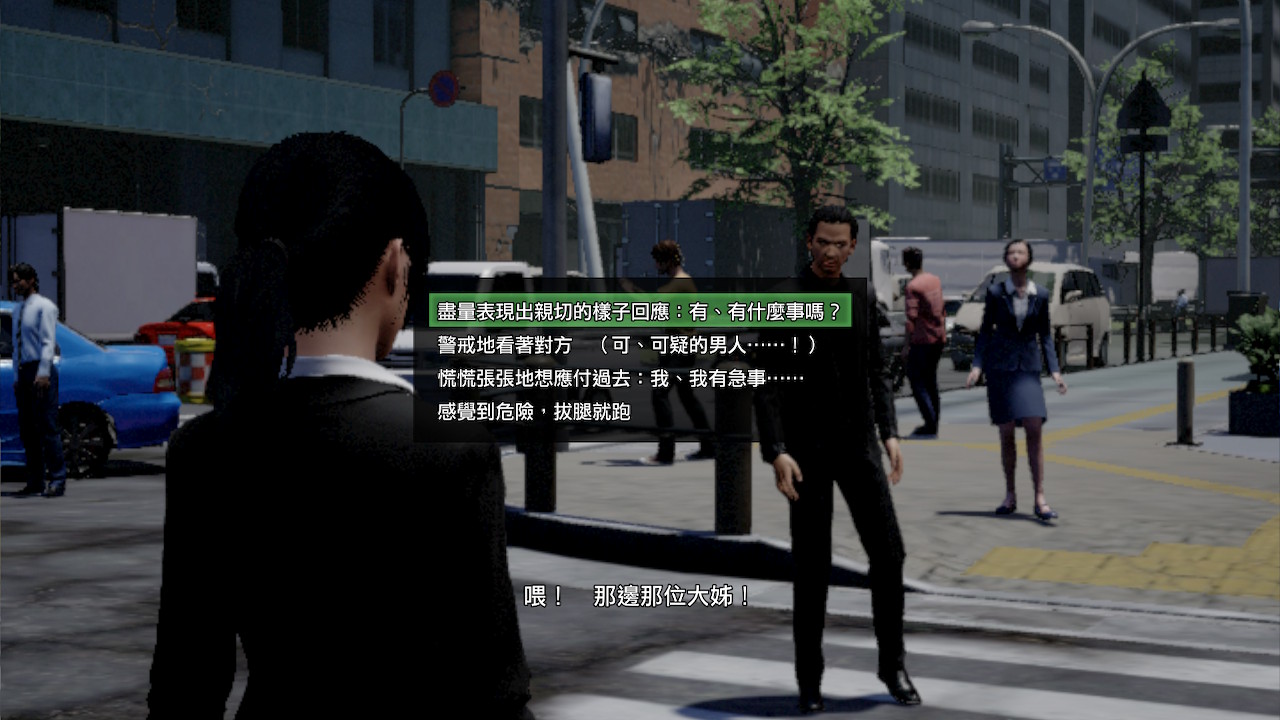 盡量表現出親切的樣子回應：有、有什麼事嗎？
警戒地看著對方　（可、可疑的男人……！）
慌慌張張地想應付過去：我、我有急事……
感覺到危險，拔腿就跑
喂！　那邊那位大姊！